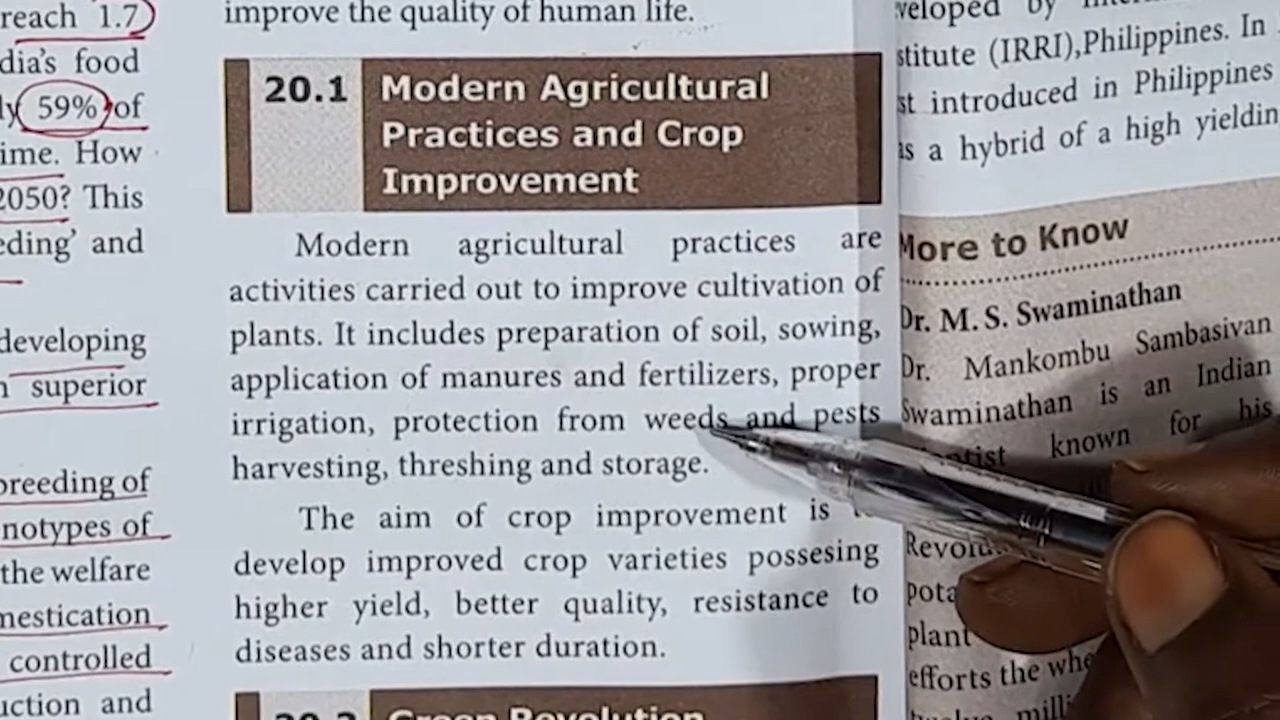 reach 1.7
dia's food
59% of
ime. How
2050? This
eding' and
developing
superior
breeding of
notypes of
the welfare
mestication
controlled
uction and
improve the quality of human life.
20.1 Modern Agricultural
Practices and Crop
Improvement
Modern agricultural practices are
activities carried out to improve cultivation of
plants. It includes preparation of soil, sowing,
application of manures and fertilizers, proper
irrigation, protection from weeds and pests
harvesting, threshing and storage.
The aim of crop improvement is
develop improved crop varieties possesing
higher yield, better quality, resistance to
diseases and shorter duration.
20.2 Green Revolution
veloped by
stitute (IRRI),Philippines. In
st introduced in Philippines
as a hybrid of a high yieldin
More to Know
Dr. M. S. Swaminathan
Dr. Mankombu Sambasivan
Swaminathan is an Indian
known for his
pota
plant
efforts the whe